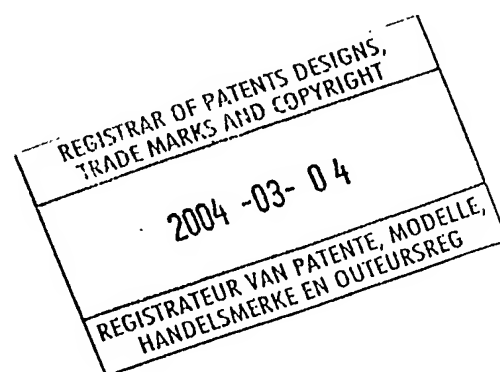 REGISTRAR OF PATENTS DESIGNS,
TRADE MARKS AND COPYRIGHT
2004 -03- 04
REGISTRATEUR VAN PATENTE, MODELLE,
HANDELSMERKE EN OUTEURSREG